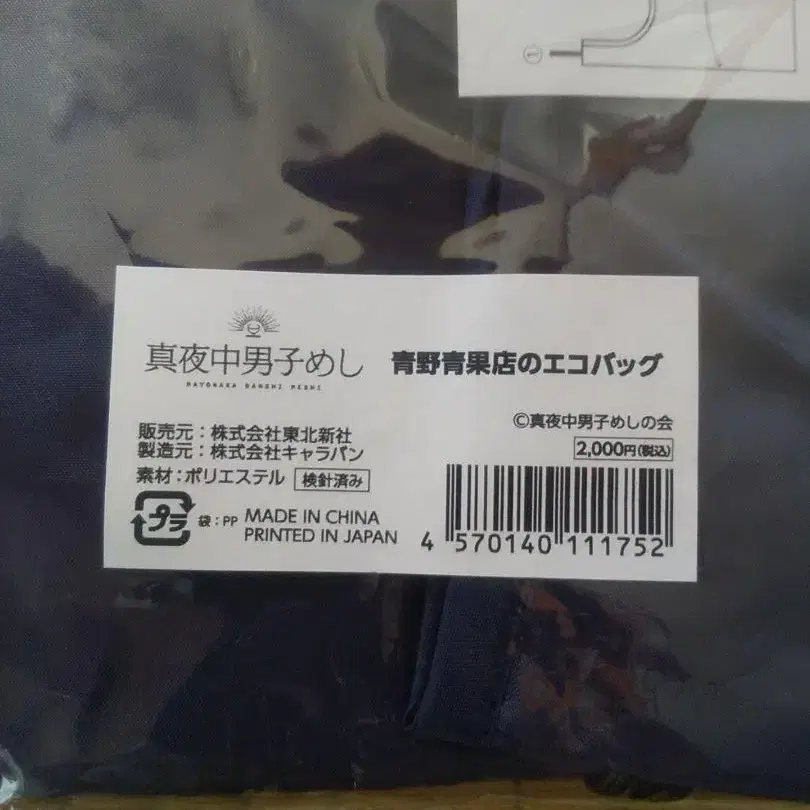 ①
真夜中男子めし
MAYONAKA DANSHI MESHI
青野青果店のエコバッグ
©真夜中男子めしの会
2,000円(税込)
販売元：株式会社東北新社
製造元：株式会社キャラバン
素材：ポリエステル 検針済み
プラ 袋：PP MADE IN CHINA
PRINTED IN JAPAN
4 570140 111752